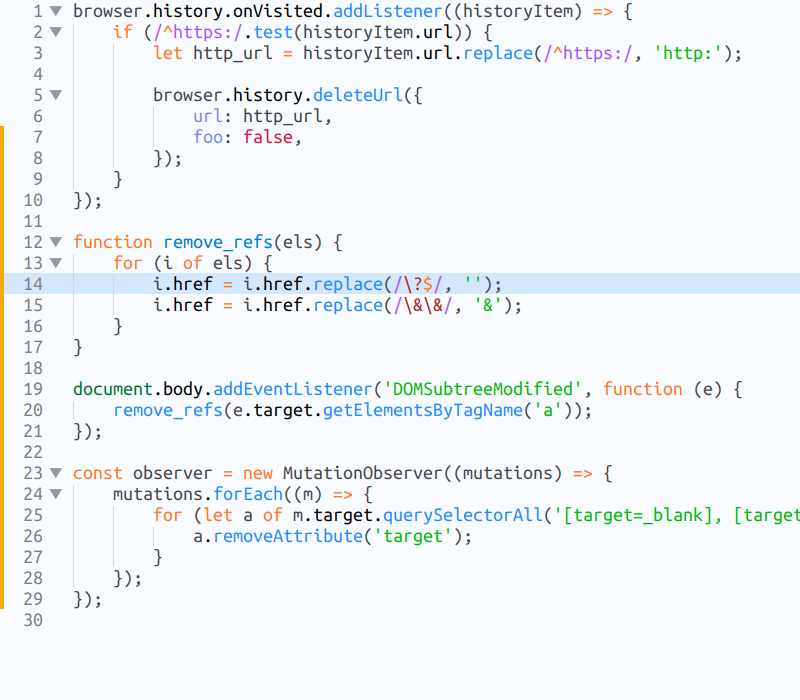 1 browser.history.onVisited.addListener((historyItem) => {
2     if (/^https:/.test(historyItem.url)) {
3         let http_url = historyItem.url.replace(/^https:/, 'http:');
4
5         browser.history.deleteUrl({
6             url: http_url,
7             foo: false,
8         });
9     }
10 });
11
12 function remove_refs(els) {
13     for (i of els) {
14         i.href = i.href.replace(/\?$/, '');
15         i.href = i.href.replace(/\&\&/, '&');
16     }
17 }
18
19 document.body.addEventListener('DOMSubtreeModified', function (e) {
20     remove_refs(e.target.getElementsByTagName('a'));
21 });
22
23 const observer = new MutationObserver((mutations) => {
24     mutations.forEach((m) => {
25         for (let a of m.target.querySelectorAll('[target=_blank], [target
26             a.removeAttribute('target');
27         }
28     });
29 });
30